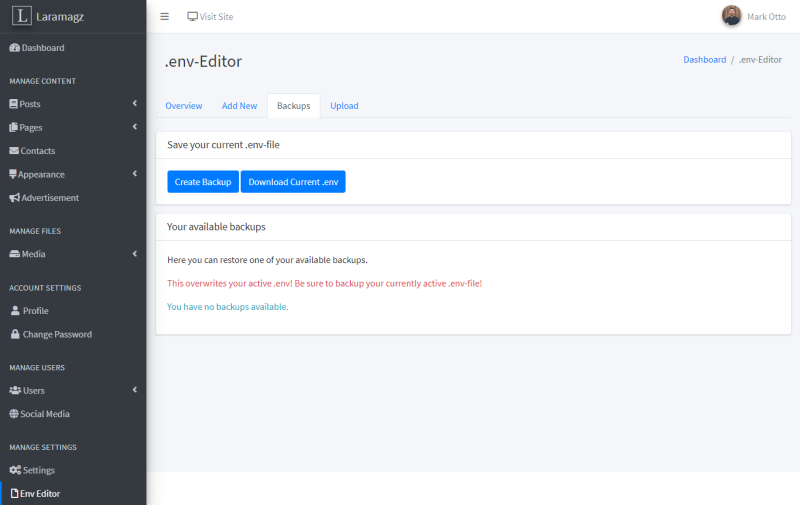 L Laramagz
Visit Site
Mark Otto
Dashboard
MANAGE CONTENT
Posts
Pages
Contacts
Appearance
Advertisement
MANAGE FILES
Media
ACCOUNT SETTINGS
Profile
Change Password
MANAGE USERS
Users
Social Media
MANAGE SETTINGS
Settings
Env Editor
.env-Editor
Dashboard / .env-Editor
Overview Add New Backups Upload
Save your current .env-file
Create Backup Download Current .env
Your available backups
Here you can restore one of your available backups.
This overwrites your active .env! Be sure to backup your currently active .env-file!
You have no backups available.